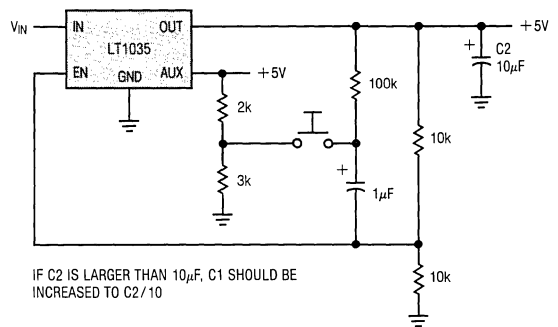 VIN
IN
OUT
LT1035
EN
GND
AUX
+5V
+5V
+
C2
10μF
2k
3k
100k
+
1μF
10k
10k
IF C2 IS LARGER THAN 10μF, C1 SHOULD BE
INCREASED TO C2/10